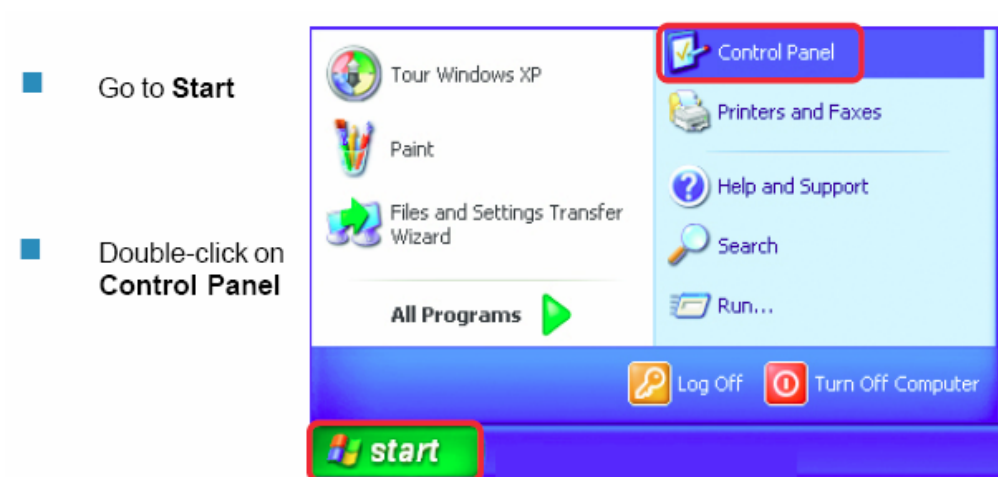 Go to Start
Double-click on
Control Panel
Tour Windows XP
Paint
Files and Settings Transfer
Wizard
All Programs
Control Panel
Printers and Faxes
Help and Support
Search
Run...
Log Off
Turn Off Computer
start